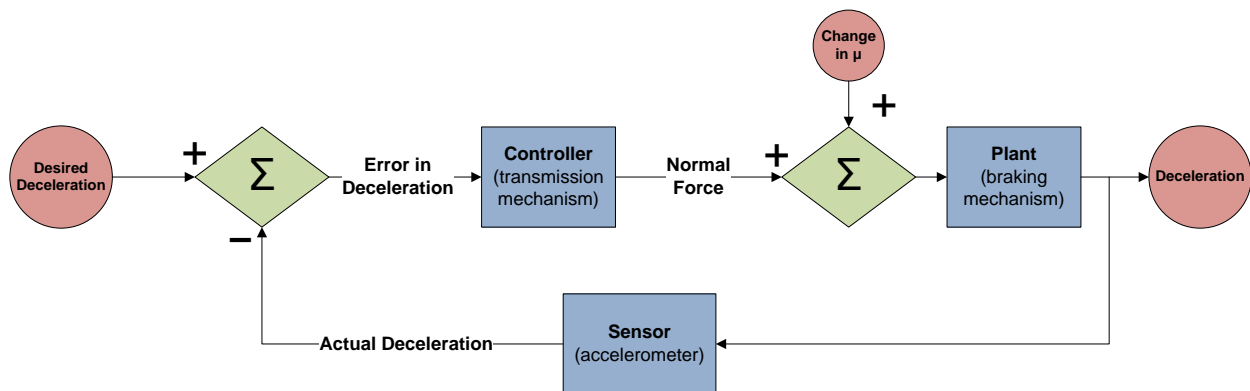 Change
in μ
+
+
Desired
Deceleration
Σ
Error in
Deceleration
Controller
(transmission
mechanism)
Normal
Force
+
Σ
Plant
(braking
mechanism)
Deceleration
−
Actual Deceleration
Sensor
(accelerometer)